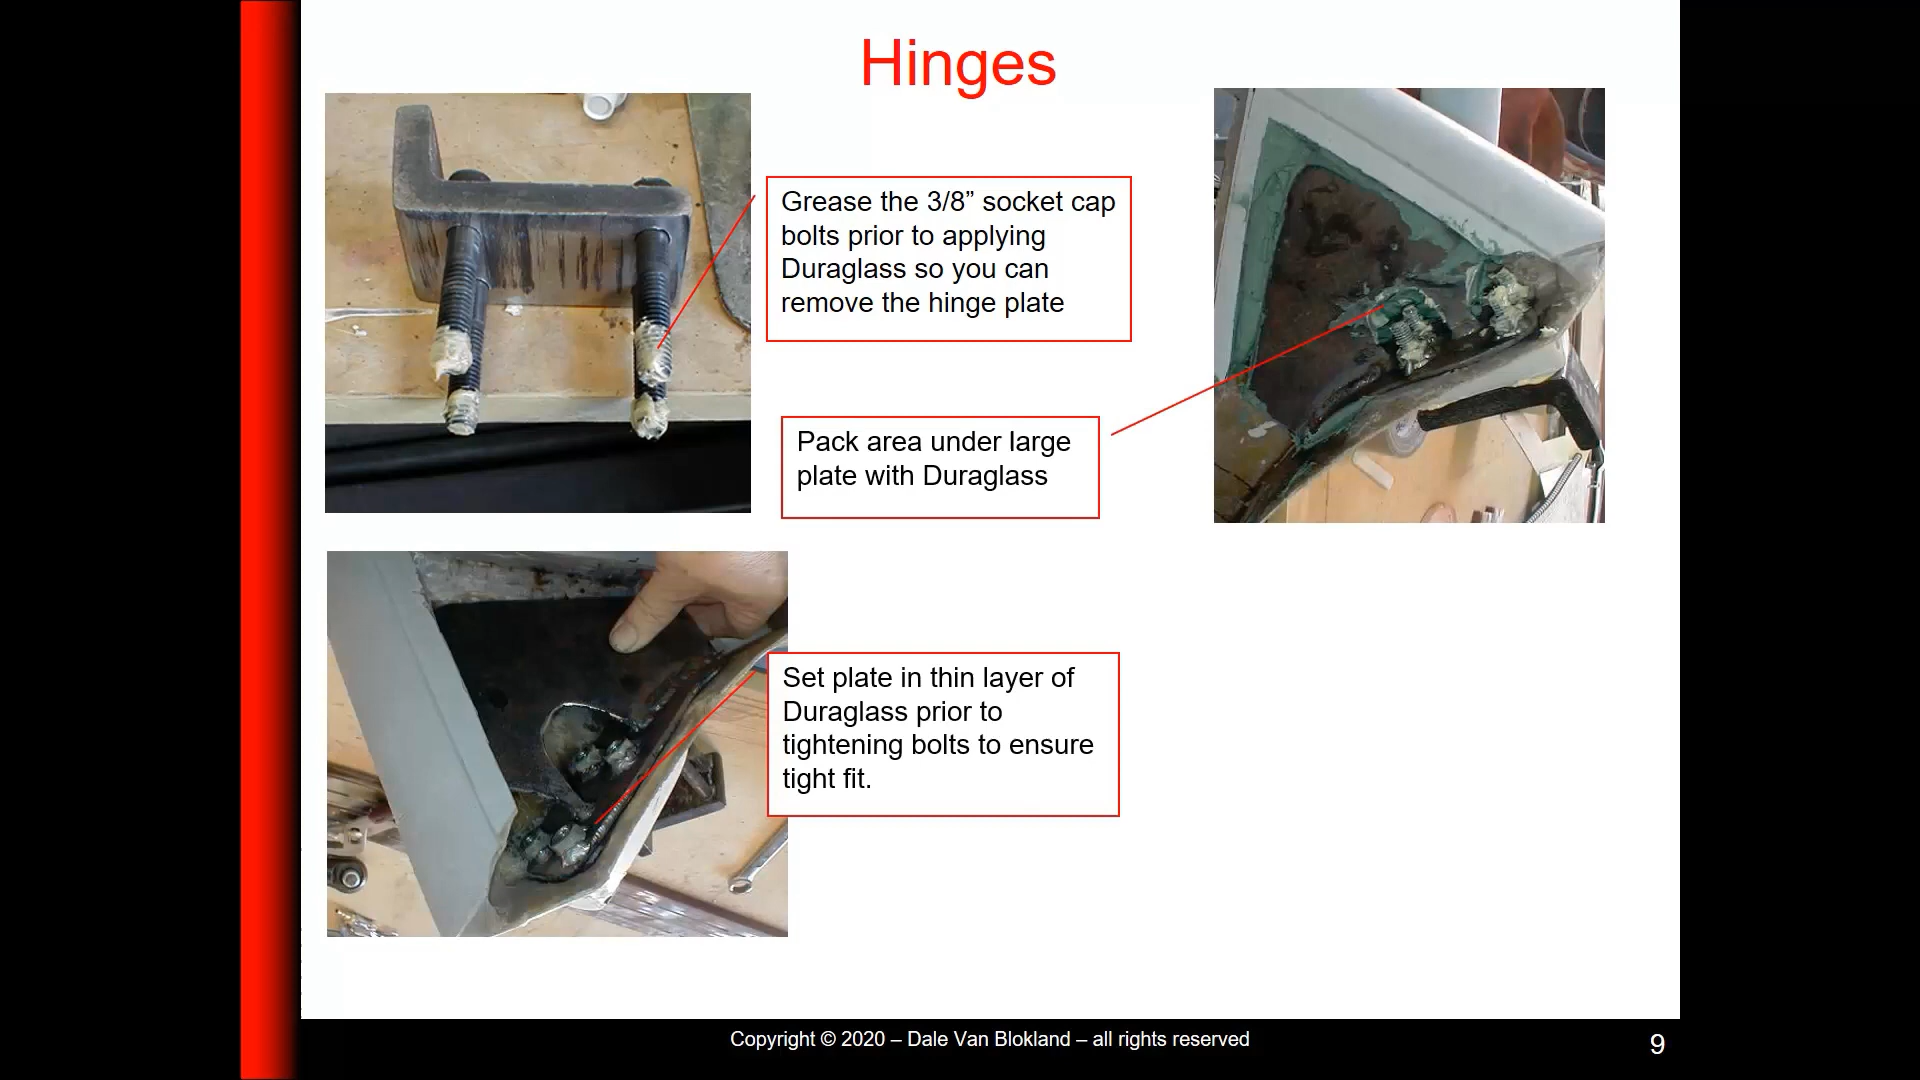 Hinges
Grease the 3/8” socket cap
bolts prior to applying
Duraglass so you can
remove the hinge plate
Pack area under large
plate with Duraglass
Set plate in thin layer of
Duraglass prior to
tightening bolts to ensure
tight fit.
Copyright © 2020 – Dale Van Blokland – all rights reserved
9